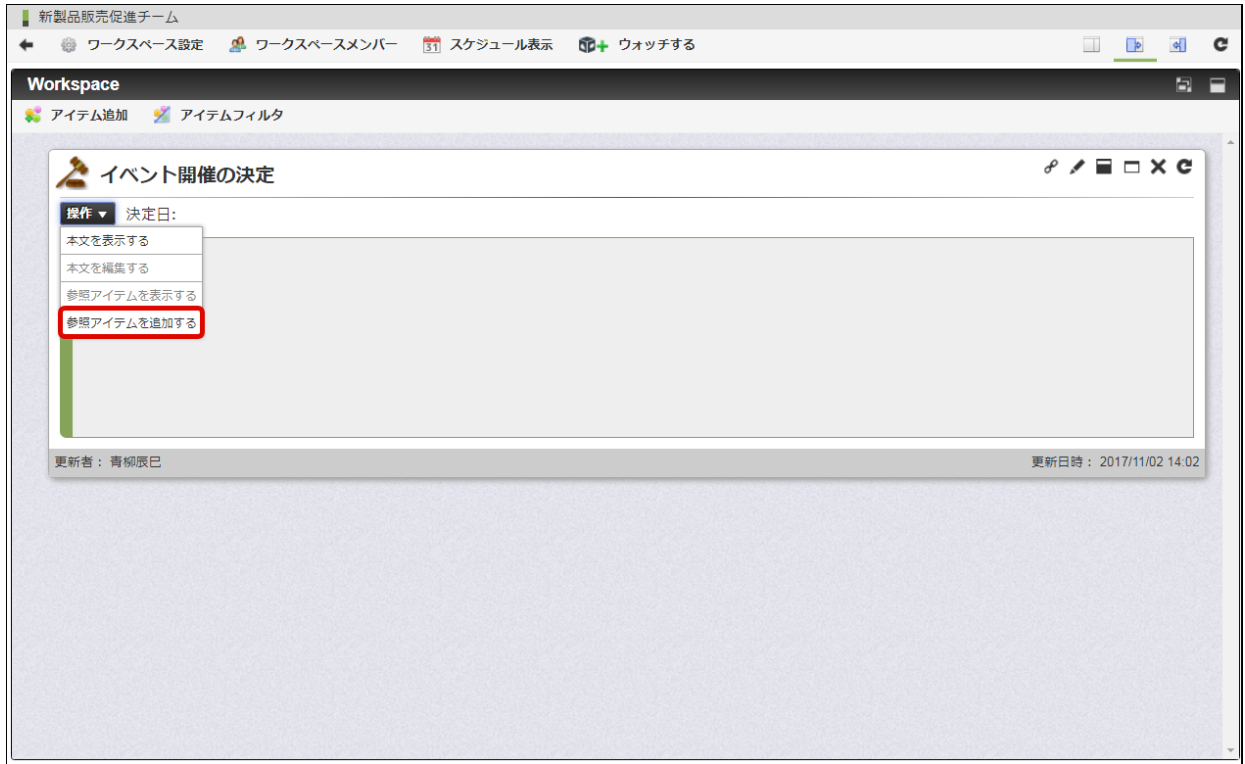 新製品販売促進チーム
ワークスペース設定 ワークスペースメンバー 31 スケジュール表示 ウォッチする
Workspace
アイテム追加 アイテムフィルタ
イベント開催の決定
操作 ▼ 決定日:
本文を表示する
本文を編集する
参照アイテムを表示する
参照アイテムを追加する
更新者： 青柳辰巳 更新日時： 2017/11/02 14:02